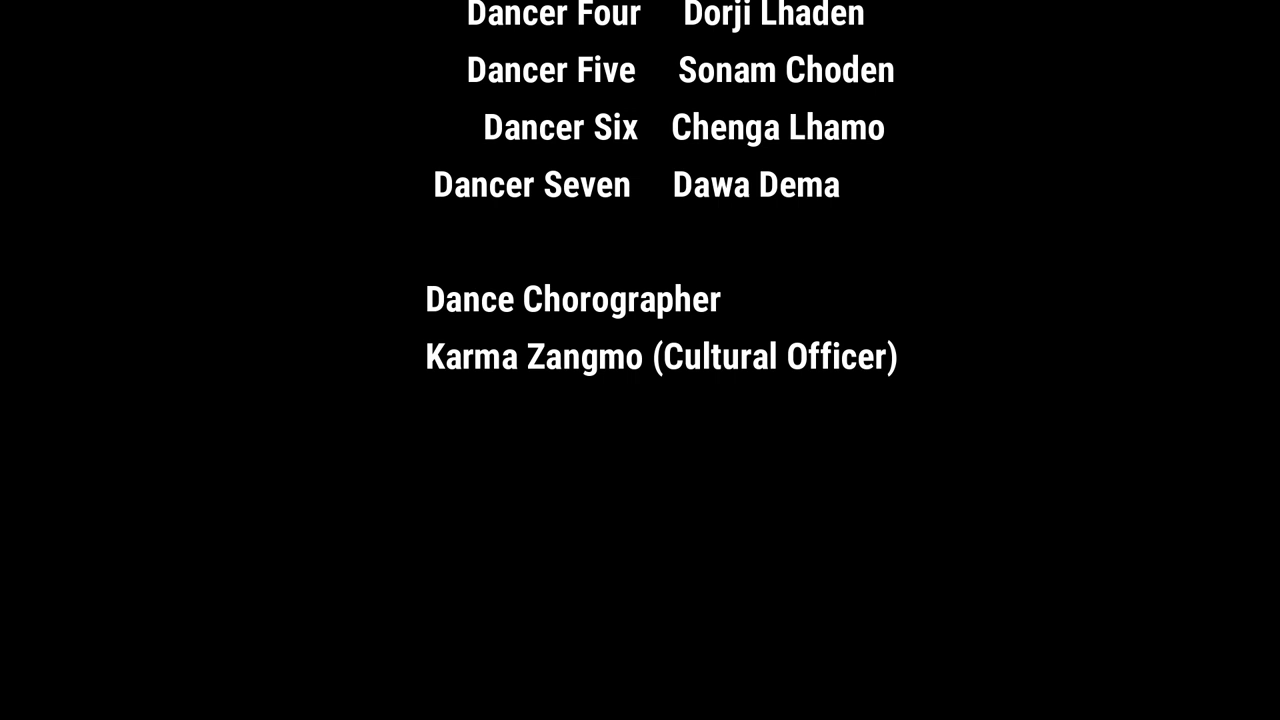 Dancer Four Dorji Lhaden
Dancer Five Sonam Choden
Dancer Six Chenga Lhamo
Dancer Seven Dawa Dema
Dance Chorographer
Karma Zangmo (Cultural Officer)